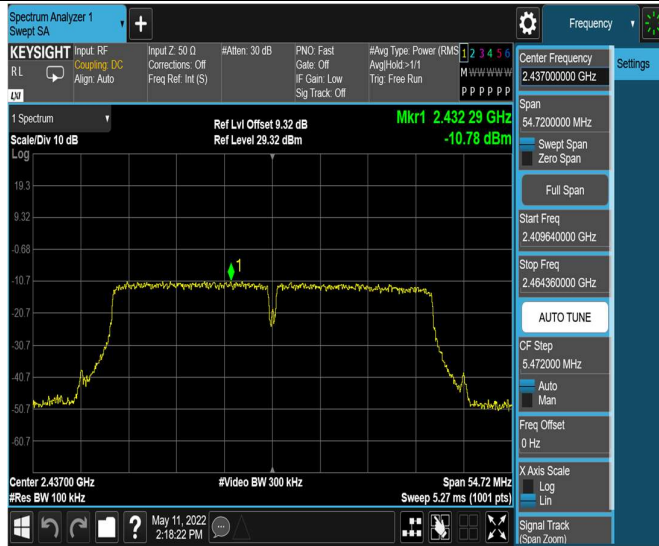 Spectrum Analyzer 1
Swept SA
+
Frequency
KEYSIGHT
RL
LXI
Input: RF
Coupling: DC
Align: Auto
Input Z: 50 Ω
Corrections: Off
Freq Ref: Int (S)
#Atten: 30 dB
PNO: Fast
Gate: Off
IF Gain: Low
Sig Track: Off
#Avg Type: Power (RMS
Avg|Hold:>1/1
Trig: Free Run
1 2 3 4 5 6
M W W W W W
P P P P P P
Center Frequency
2.437000000 GHz
Settings
Span
54.7200000 MHz
Swept Span
Zero Span
Full Span
Start Freq
2.409640000 GHz
Stop Freq
2.464360000 GHz
AUTO TUNE
CF Step
5.472000 MHz
Auto
Man
Freq Offset
0 Hz
X Axis Scale
Log
Lin
Signal Track
(Span Zoom)
1 Spectrum
Scale/Div 10 dB
Log
Ref Lvl Offset 9.32 dB
Ref Level 29.32 dBm
Mkr1 2.432 29 GHz
-10.78 dBm
19.3
9.32
-0.68
-10.7
-20.7
-30.7
-40.7
-50.7
-60.7
1
Center 2.43700 GHz
#Video BW 300 kHz
Span 54.72 MHz
#Res BW 100 kHz
Sweep 5.27 ms (1001 pts)
?
May 11, 2022
2:18:22 PM